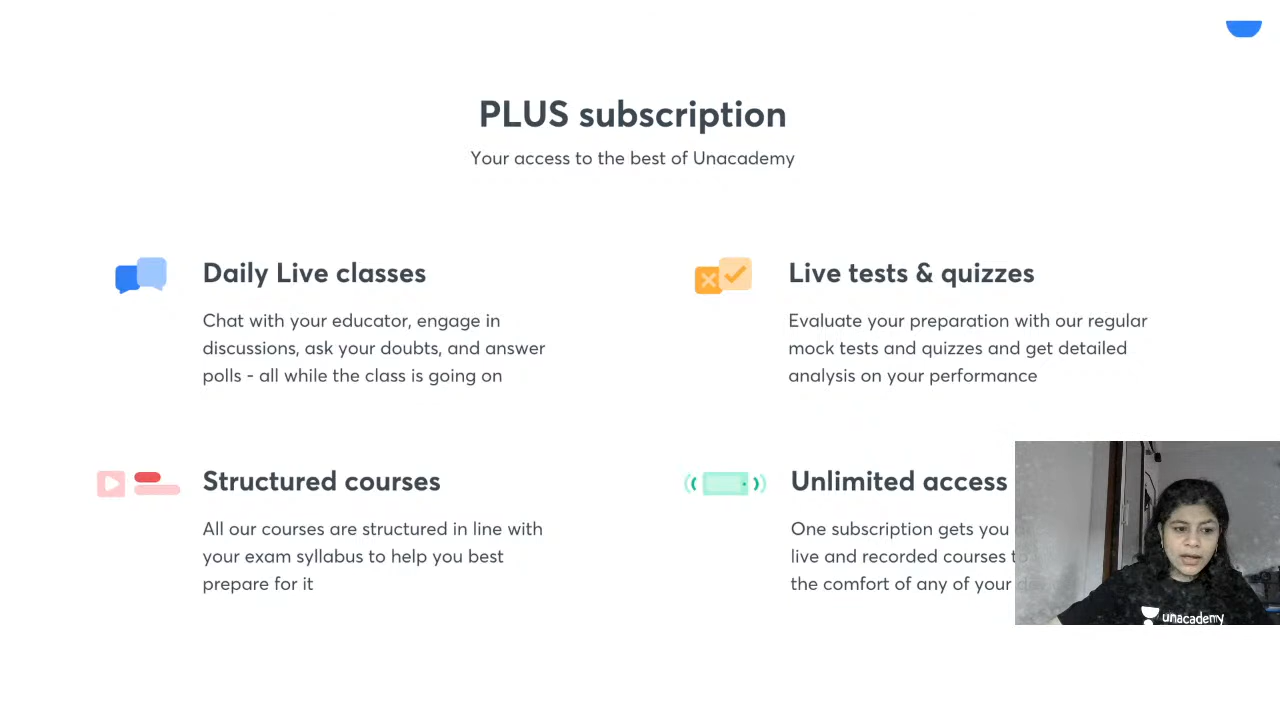 PLUS subscription
Your access to the best of Unacademy
Daily Live classes
Chat with your educator, engage in
discussions, ask your doubts, and answer
polls - all while the class is going on
Live tests & quizzes
Evaluate your preparation with our regular
mock tests and quizzes and get detailed
analysis on your performance
Structured courses
All our courses are structured in line with
your exam syllabus to help you best
prepare for it
Unlimited access
One subscription gets you
live and recorded courses
the comfort of any of your
unacademy